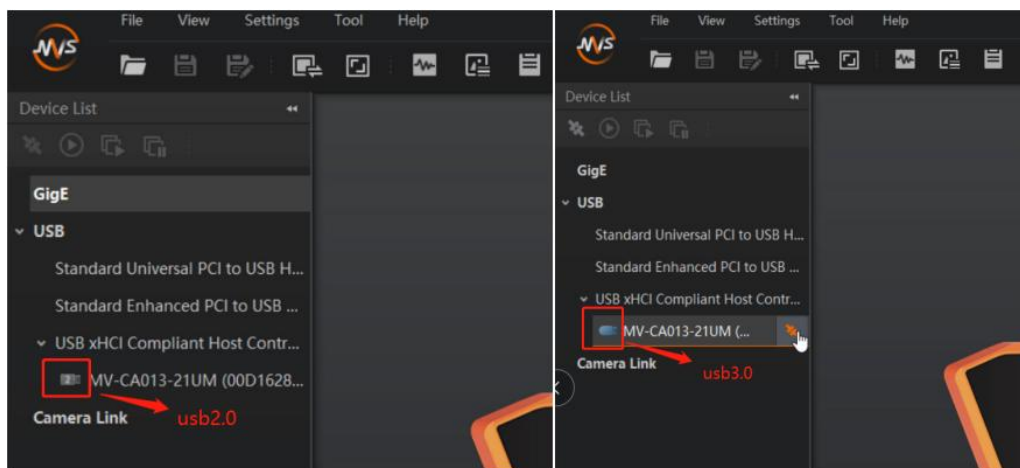 File View Settings Tool Help
MVS
Device List
GigE
USB
Standard Universal PCI to USB H...
Standard Enhanced PCI to USB ...
USB xHCI Compliant Host Contr...
2 MV-CA013-21UM (00D1628...
Camera Link
usb2.0
File View Settings Tool Help
MVS
Device List
GigE
USB
Standard Universal PCI to USB H...
Standard Enhanced PCI to USB ...
USB xHCI Compliant Host Contr...
MV-CA013-21UM (...
Camera Link
usb3.0